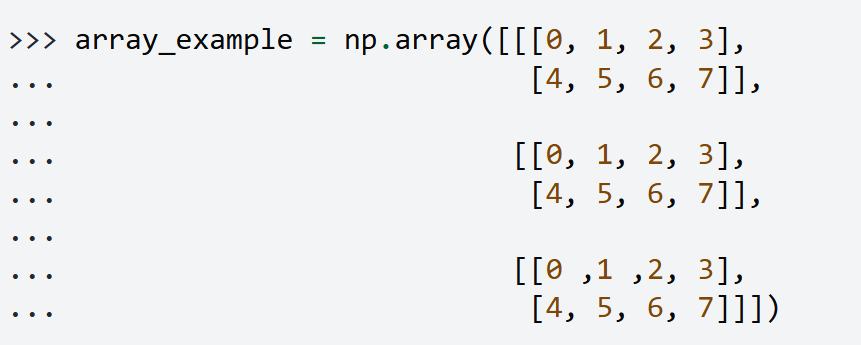 >>> array_example = np.array([[[0, 1, 2, 3],
...                            [4, 5, 6, 7]],
...
...                           [[0, 1, 2, 3],
...                            [4, 5, 6, 7]],
...
...                           [[0 ,1 ,2, 3],
...                            [4, 5, 6, 7]]])